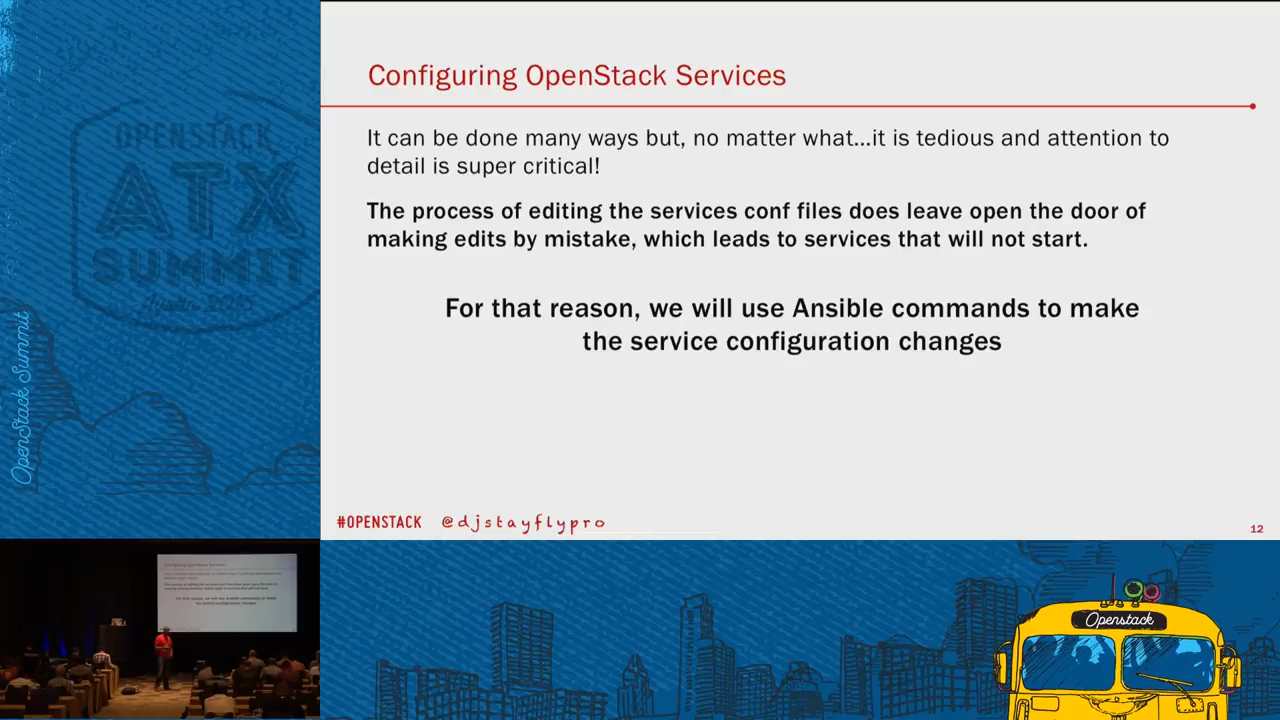 Configuring OpenStack Services
It can be done many ways but, no matter what...it is tedious and attention to
detail is super critical!
The process of editing the services conf files does leave open the door of
making edits by mistake, which leads to services that will not start.
For that reason, we will use Ansible commands to make
the service configuration changes
#OPENSTACK @djstayflypro
12
OPENSTACK
ATX
SUMMIT
Austin 2016
OpenStack Summit
Openstack